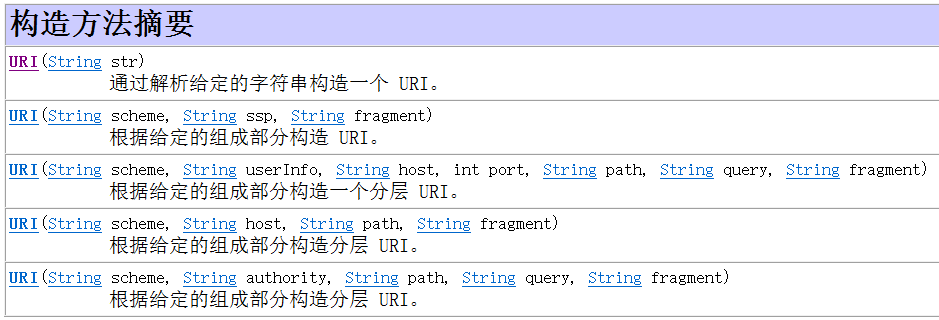 构造方法摘要
URI(String str)
通过解析给定的字符串构造一个 URI。
URI(String scheme, String ssp, String fragment)
根据给定的组成部分构造 URI。
URI(String scheme, String userInfo, String host, int port, String path, String query, String fragment)
根据给定的组成部分构造一个分层 URI。
URI(String scheme, String host, String path, String fragment)
根据给定的组成部分构造分层 URI。
URI(String scheme, String authority, String path, String query, String fragment)
根据给定的组成部分构造分层 URI。